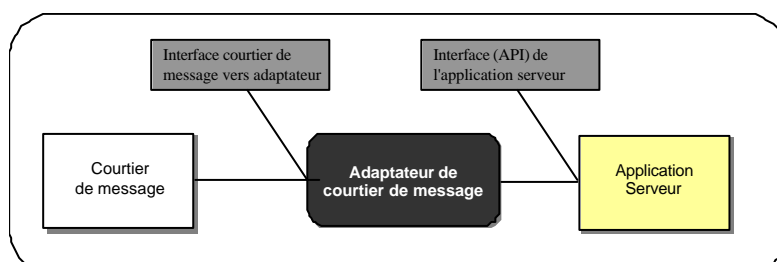 Interface courtier de
message vers adaptateur
Interface (API) de
l'application serveur
Courtier
de message
Adaptateur de
courtier de message
Application
Serveur